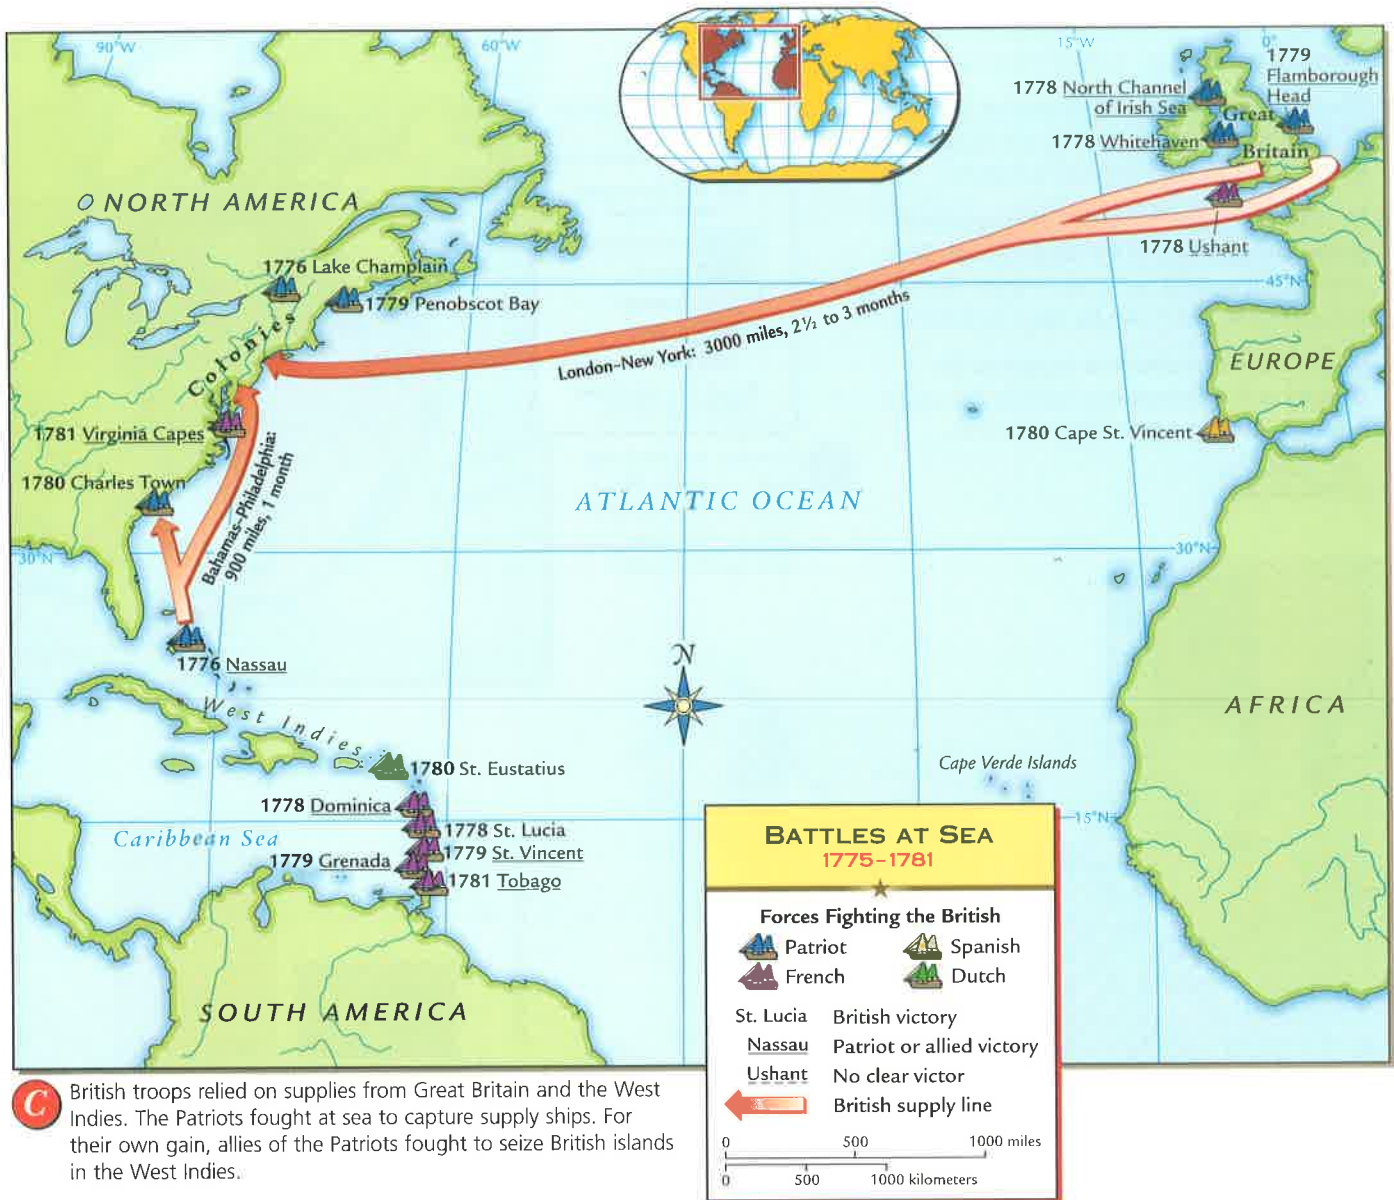 90°W
60°W
15°W
0°
1779
Flamborough
Head
1778 North Channel
of Irish Sea
Great
Britain
1778 Whitehaven
NORTH AMERICA
1778 Ushant
1776 Lake Champlain
1779 Penobscot Bay
45°N
London–New York: 3000 miles, 2½ to 3 months
Colonies
EUROPE
1781 Virginia Capes
1780 Cape St. Vincent
1780 Charles Town
Bahamas–Philadelphia:
900 miles, 1 month
ATLANTIC OCEAN
30°N
30°N
N
1776 Nassau
West Indies
AFRICA
1780 St. Eustatius
Cape Verde Islands
1778 Dominica
1778 St. Lucia
Caribbean Sea
1779 St. Vincent
1779 Grenada
1781 Tobago
15°N
SOUTH AMERICA
BATTLES AT SEA
1775–1781
Forces Fighting the British
Patriot
Spanish
French
Dutch
St. Lucia British victory
Nassau Patriot or allied victory
Ushant No clear victor
British supply line
0 500 1000 miles
0 500 1000 kilometers
C
British troops relied on supplies from Great Britain and the West
Indies. The Patriots fought at sea to capture supply ships. For
their own gain, allies of the Patriots fought to seize British islands
in the West Indies.